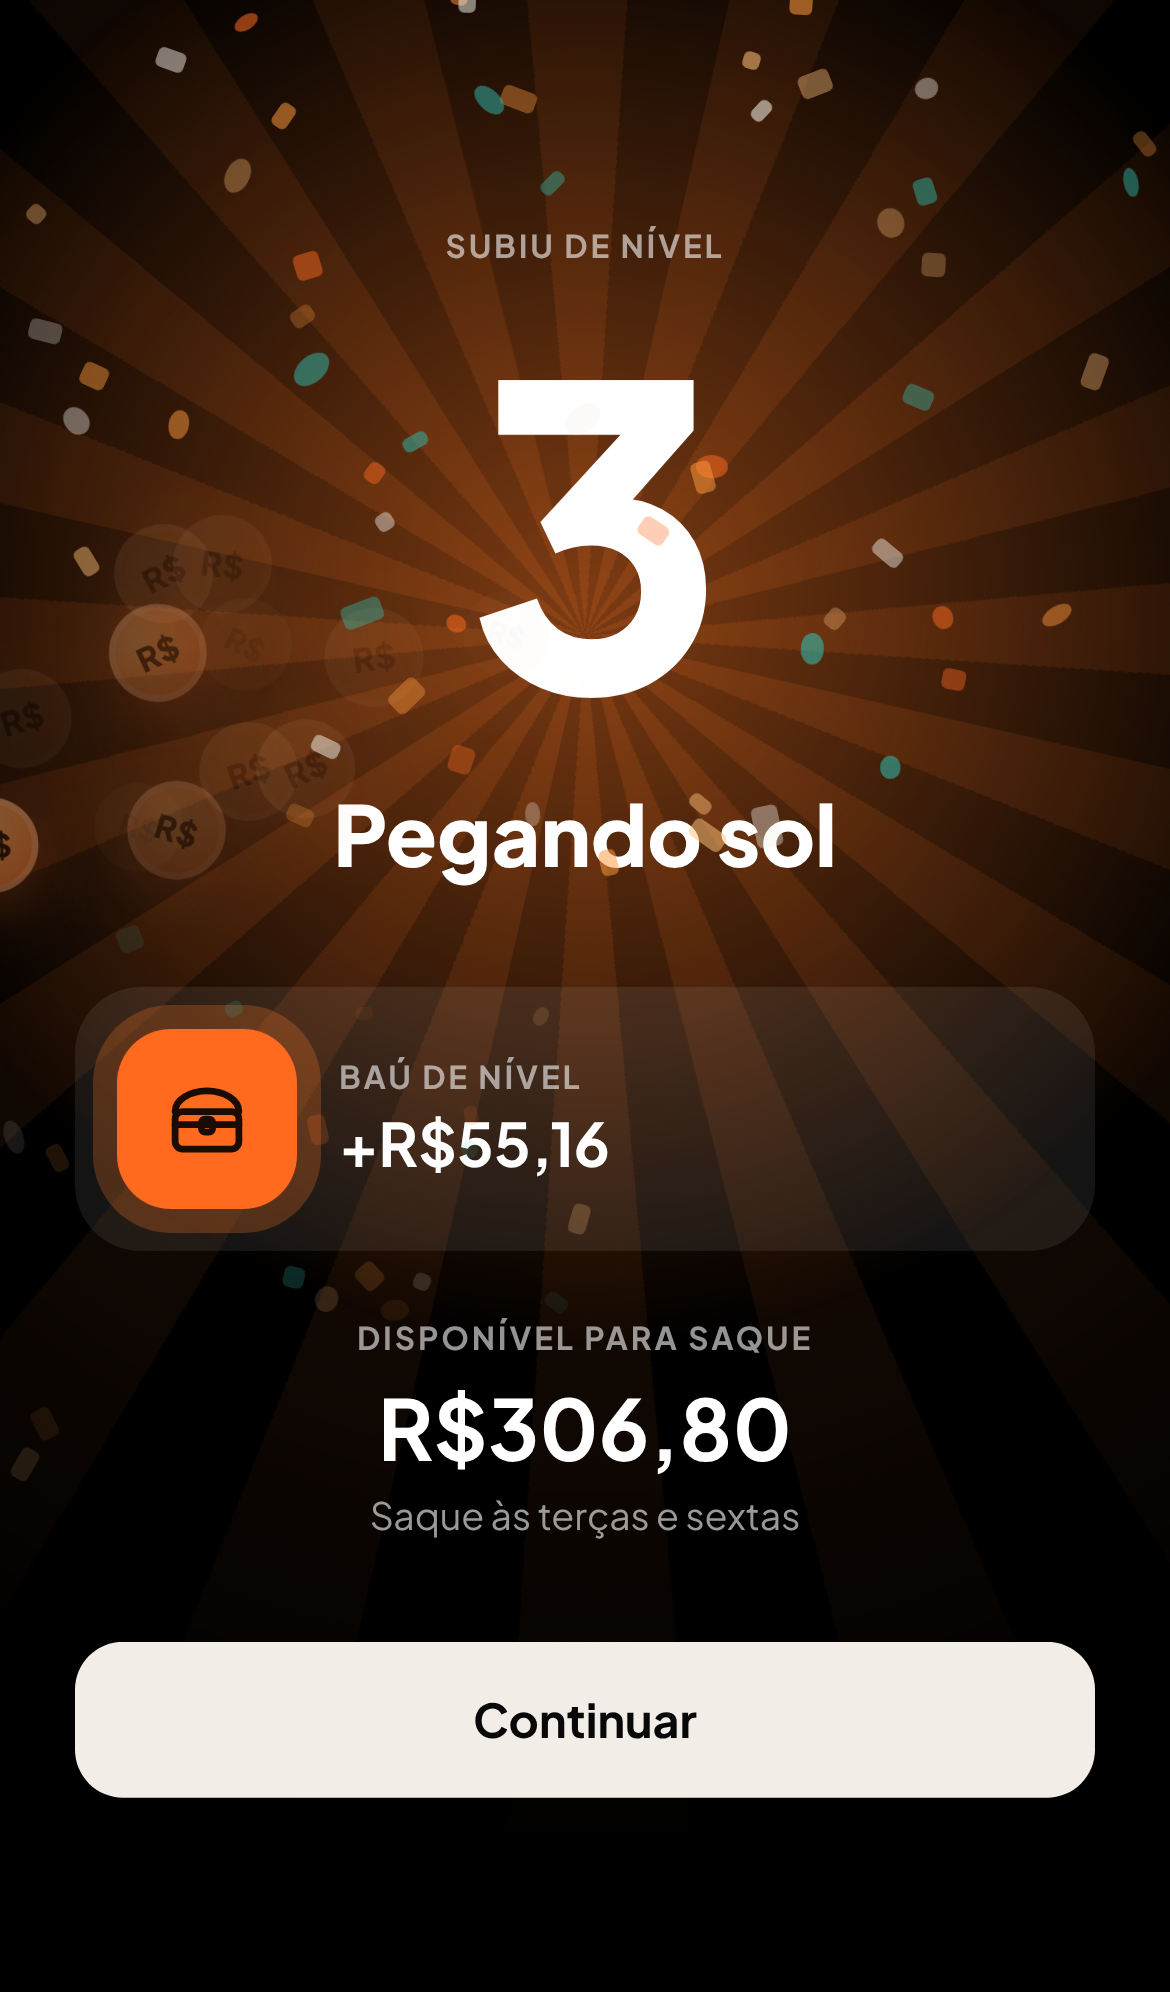 SUBIU DE NÍVEL
3
R$ R$
R$ R$ R$ R$
R$
R$ R$
R$
$
Pegando sol
BAÚ DE NÍVEL
+R$55,16
DISPONÍVEL PARA SAQUE
R$306,80
Saque às terças e sextas
Continuar